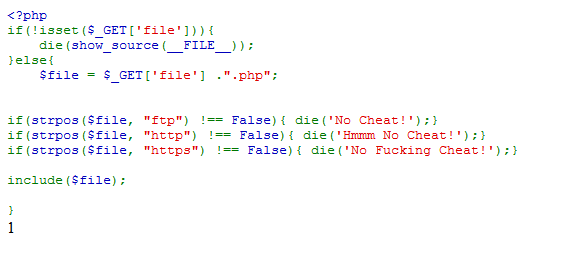 <?php
if(!isset($_GET['file'])){
    die(show_source(__FILE__));
}else{
    $file = $_GET['file'] .".php";
if(strpos($file, "ftp") !== False){ die('No Cheat!');}
if(strpos($file, "http") !== False){ die('Hmmm No Cheat!');}
if(strpos($file, "https") !== False){ die('No Fucking Cheat!');}
include($file);
}
1